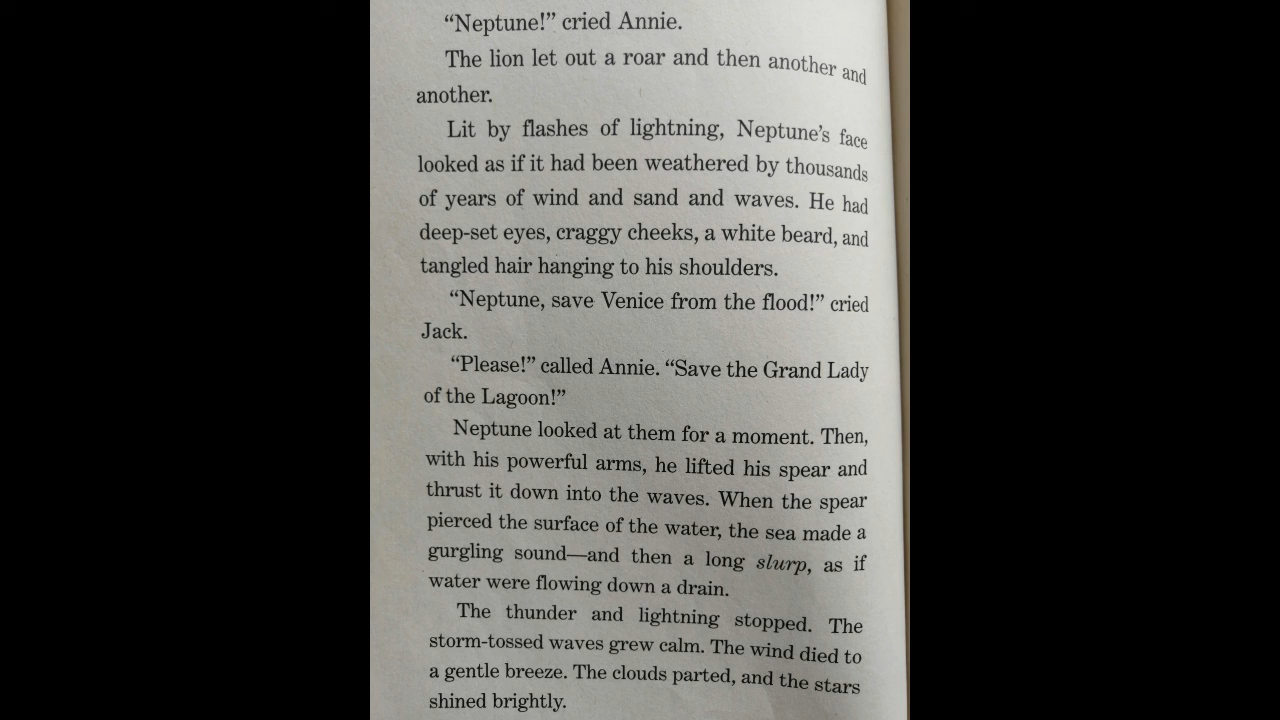 “Neptune!” cried Annie.
The lion let out a roar and then another and
another.
Lit by flashes of lightning, Neptune’s face
looked as if it had been weathered by thousands
of years of wind and sand and waves. He had
deep-set eyes, craggy cheeks, a white beard, and
tangled hair hanging to his shoulders.
“Neptune, save Venice from the flood!” cried
Jack.
“Please!” called Annie. “Save the Grand Lady
of the Lagoon!”
Neptune looked at them for a moment. Then,
with his powerful arms, he lifted his spear and
thrust it down into the waves. When the spear
pierced the surface of the water, the sea made a
gurgling sound—and then a long slurp, as if
water were flowing down a drain.
The thunder and lightning stopped. The
storm-tossed waves grew calm. The wind died to
a gentle breeze. The clouds parted, and the stars
shined brightly.